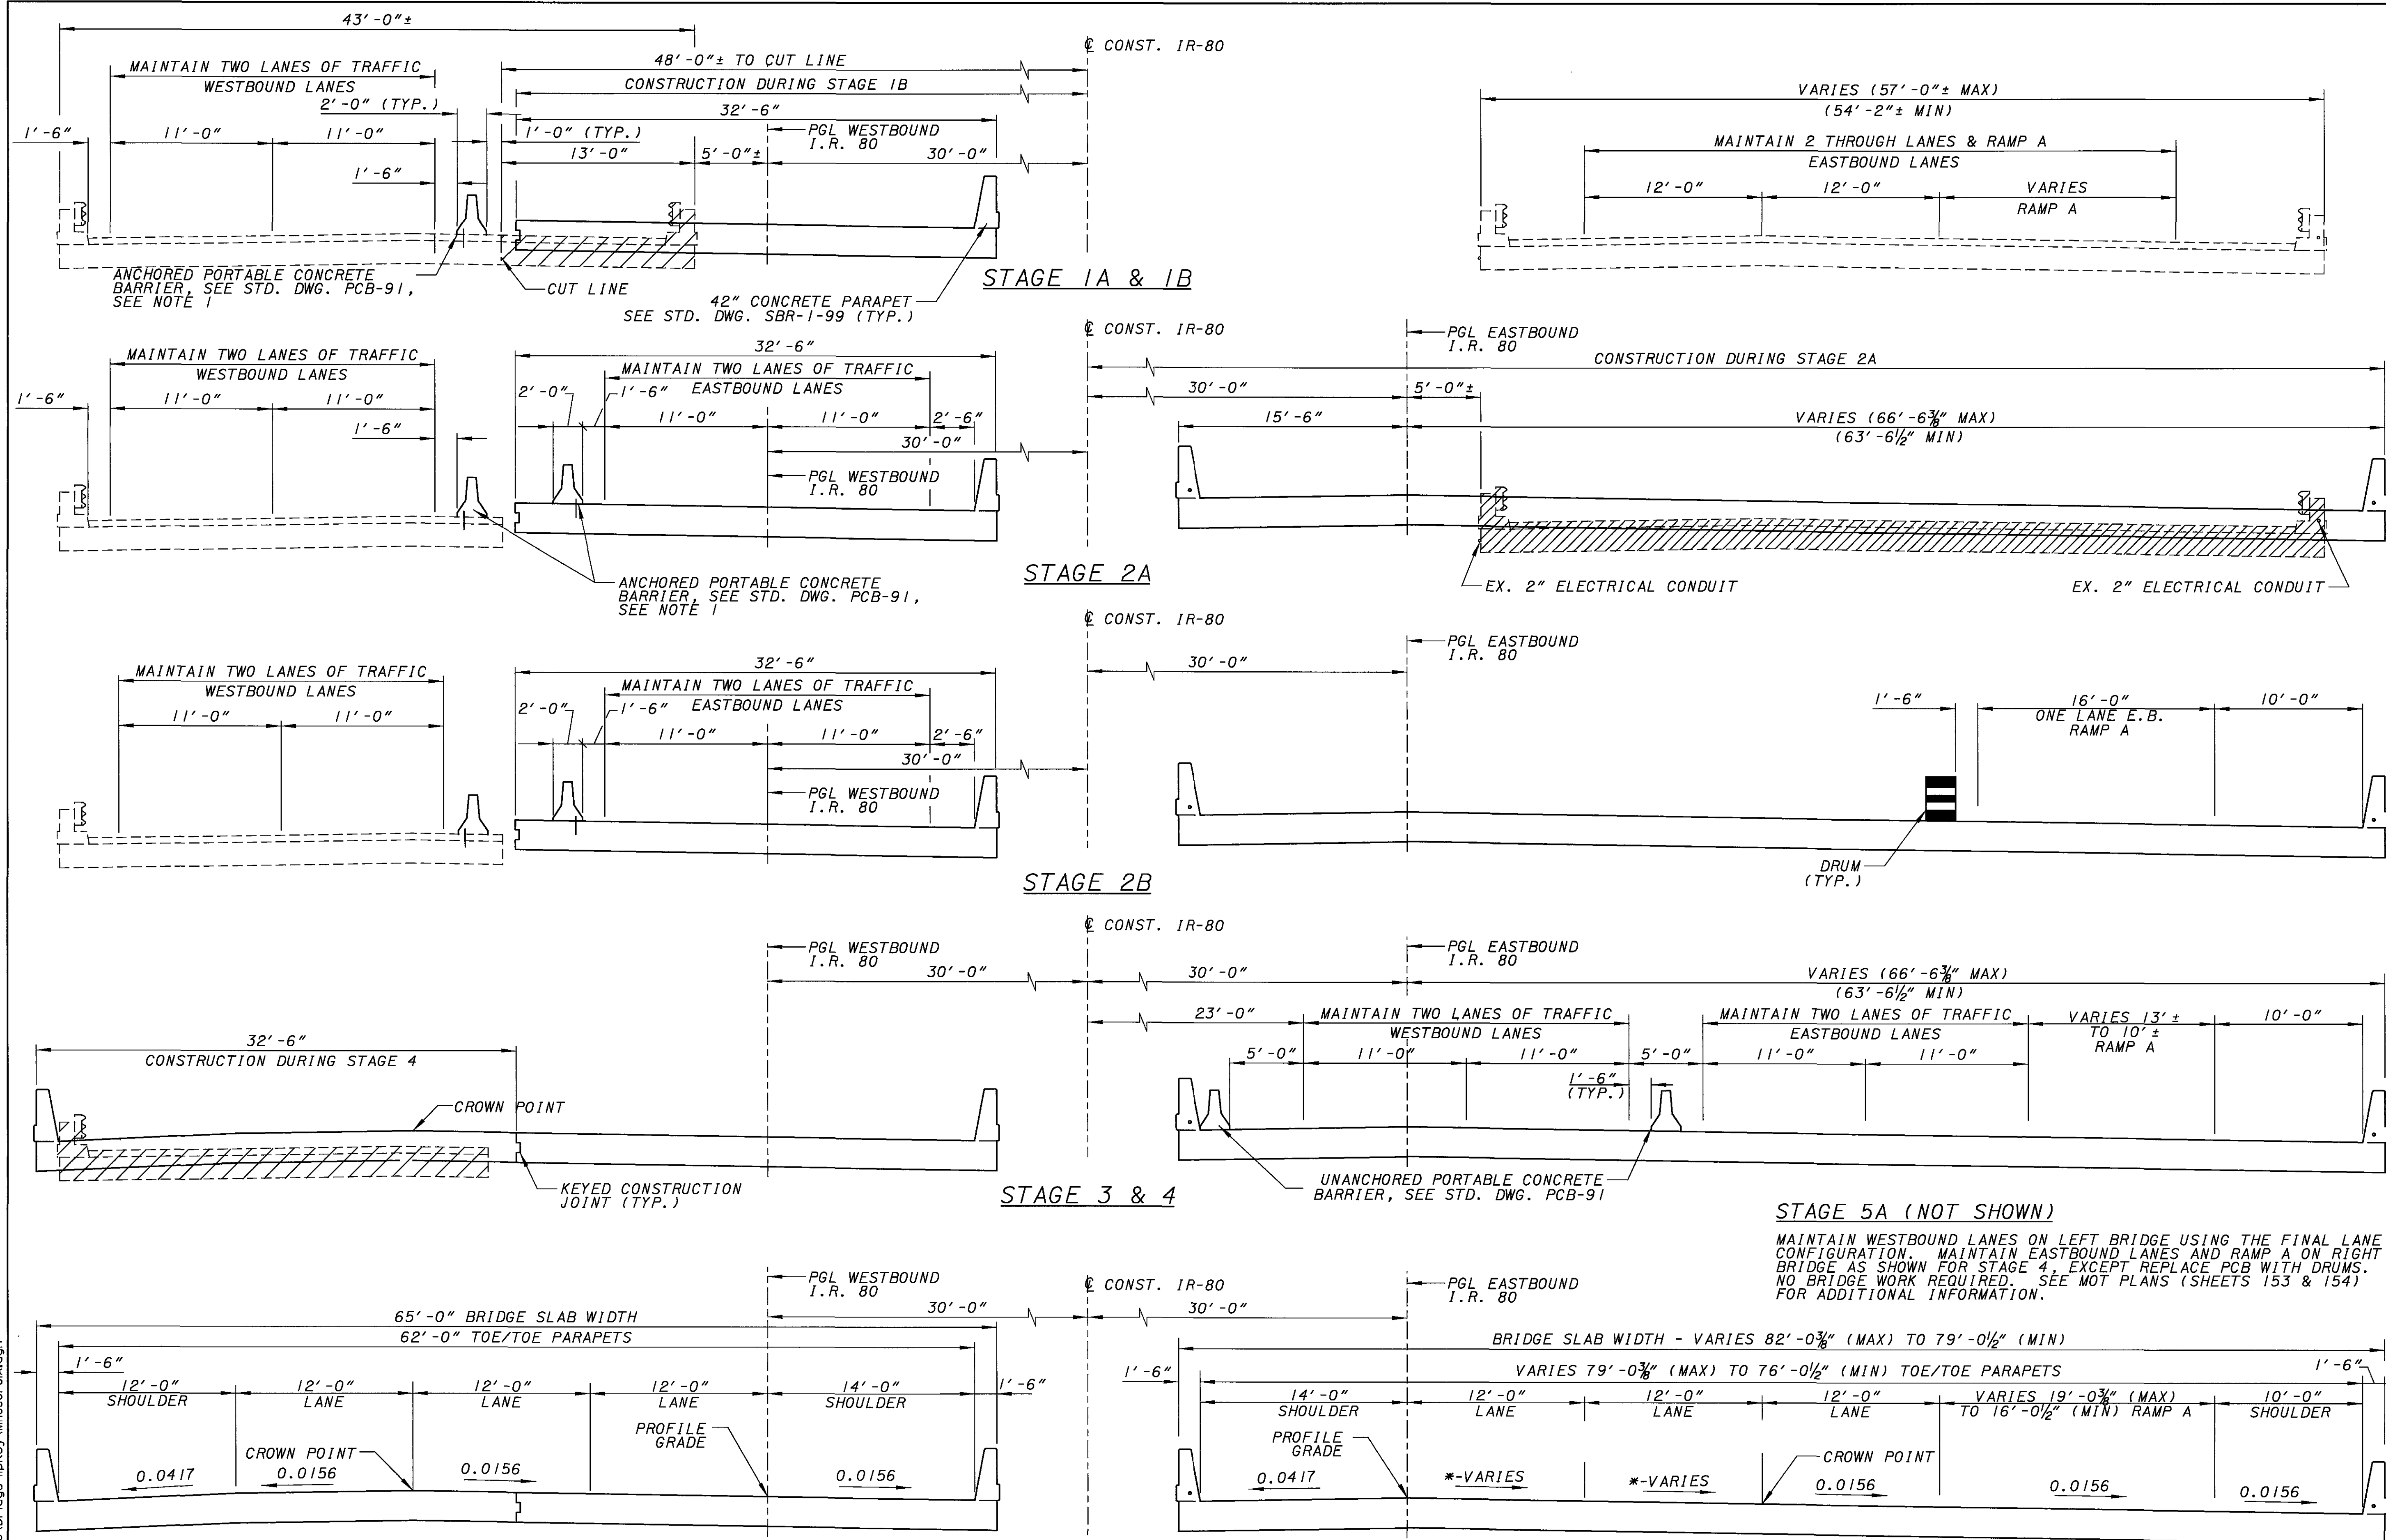 43'-0"±
MAINTAIN TWO LANES OF TRAFFIC
WESTBOUND LANES
48'-0"± TO CUT LINE
CONSTRUCTION DURING STAGE 1B
32'-6"
2'-0" (TYP.)
1'-6"
11'-0"
11'-0"
1'-6"
1'-0" (TYP.)
13'-0"
5'-0"±
PGL WESTBOUND
I.R. 80
30'-0"
℄ CONST. IR-80
VARIES (57'-0"± MAX)
(54'-2"± MIN)
MAINTAIN 2 THROUGH LANES & RAMP A
EASTBOUND LANES
12'-0"
12'-0"
VARIES
RAMP A
ANCHORED PORTABLE CONCRETE
BARRIER, SEE STD. DWG. PCB-91,
SEE NOTE 1
CUT LINE
42" CONCRETE PARAPET
SEE STD. DWG. SBR-1-99 (TYP.)
STAGE 1A & 1B
MAINTAIN TWO LANES OF TRAFFIC
WESTBOUND LANES
1'-6"
11'-0"
11'-0"
1'-6"
32'-6"
MAINTAIN TWO LANES OF TRAFFIC
EASTBOUND LANES
2'-0"
1'-6"
11'-0"
11'-0"
2'-6"
30'-0"
PGL WESTBOUND
I.R. 80
℄ CONST. IR-80
PGL EASTBOUND
I.R. 80
CONSTRUCTION DURING STAGE 2A
30'-0"
5'-0"±
15'-6"
VARIES (66'-6⅜" MAX)
(63'-6½" MIN)
ANCHORED PORTABLE CONCRETE
BARRIER, SEE STD. DWG. PCB-91,
SEE NOTE 1
EX. 2" ELECTRICAL CONDUIT
EX. 2" ELECTRICAL CONDUIT
STAGE 2A
MAINTAIN TWO LANES OF TRAFFIC
WESTBOUND LANES
11'-0"
11'-0"
32'-6"
MAINTAIN TWO LANES OF TRAFFIC
EASTBOUND LANES
2'-0"
1'-6"
11'-0"
11'-0"
2'-6"
30'-0"
PGL WESTBOUND
I.R. 80
℄ CONST. IR-80
PGL EASTBOUND
I.R. 80
30'-0"
1'-6"
16'-0"
ONE LANE E.B.
RAMP A
10'-0"
DRUM
(TYP.)
STAGE 2B
℄ CONST. IR-80
PGL WESTBOUND
I.R. 80
30'-0"
30'-0"
PGL EASTBOUND
I.R. 80
VARIES (66'-6⅜" MAX)
(63'-6½" MIN)
23'-0"
MAINTAIN TWO LANES OF TRAFFIC
WESTBOUND LANES
MAINTAIN TWO LANES OF TRAFFIC
EASTBOUND LANES
VARIES 13'±
TO 10'±
RAMP A
10'-0"
5'-0"
11'-0"
11'-0"
5'-0"
11'-0"
11'-0"
1'-6"
(TYP.)
32'-6"
CONSTRUCTION DURING STAGE 4
CROWN POINT
KEYED CONSTRUCTION
JOINT (TYP.)
UNANCHORED PORTABLE CONCRETE
BARRIER, SEE STD. DWG. PCB-91
STAGE 3 & 4
STAGE 5A (NOT SHOWN)
MAINTAIN WESTBOUND LANES ON LEFT BRIDGE USING THE FINAL LANE
CONFIGURATION. MAINTAIN EASTBOUND LANES AND RAMP A ON RIGHT
BRIDGE AS SHOWN FOR STAGE 4, EXCEPT REPLACE PCB WITH DRUMS.
NO BRIDGE WORK REQUIRED. SEE MOT PLANS (SHEETS 153 & 154)
FOR ADDITIONAL INFORMATION.
℄ CONST. IR-80
PGL WESTBOUND
I.R. 80
30'-0"
30'-0"
PGL EASTBOUND
I.R. 80
65'-0" BRIDGE SLAB WIDTH
62'-0" TOE/TOE PARAPETS
1'-6"
12'-0"
SHOULDER
12'-0"
LANE
12'-0"
LANE
12'-0"
LANE
14'-0"
SHOULDER
1'-6"
PROFILE
GRADE
CROWN POINT
0.0417
0.0156
0.0156
0.0156
BRIDGE SLAB WIDTH - VARIES 82'-0⅜" (MAX) TO 79'-0½" (MIN)
VARIES 79'-0⅜" (MAX) TO 76'-0½" (MIN) TOE/TOE PARAPETS
1'-6"
1'-6"
14'-0"
SHOULDER
12'-0"
LANE
12'-0"
LANE
12'-0"
LANE
VARIES 19'-0⅜" (MAX)
TO 16'-0½" (MIN) RAMP A
10'-0"
SHOULDER
PROFILE
GRADE
CROWN POINT
0.0417
*-VARIES
*-VARIES
0.0156
0.0156
0.0156